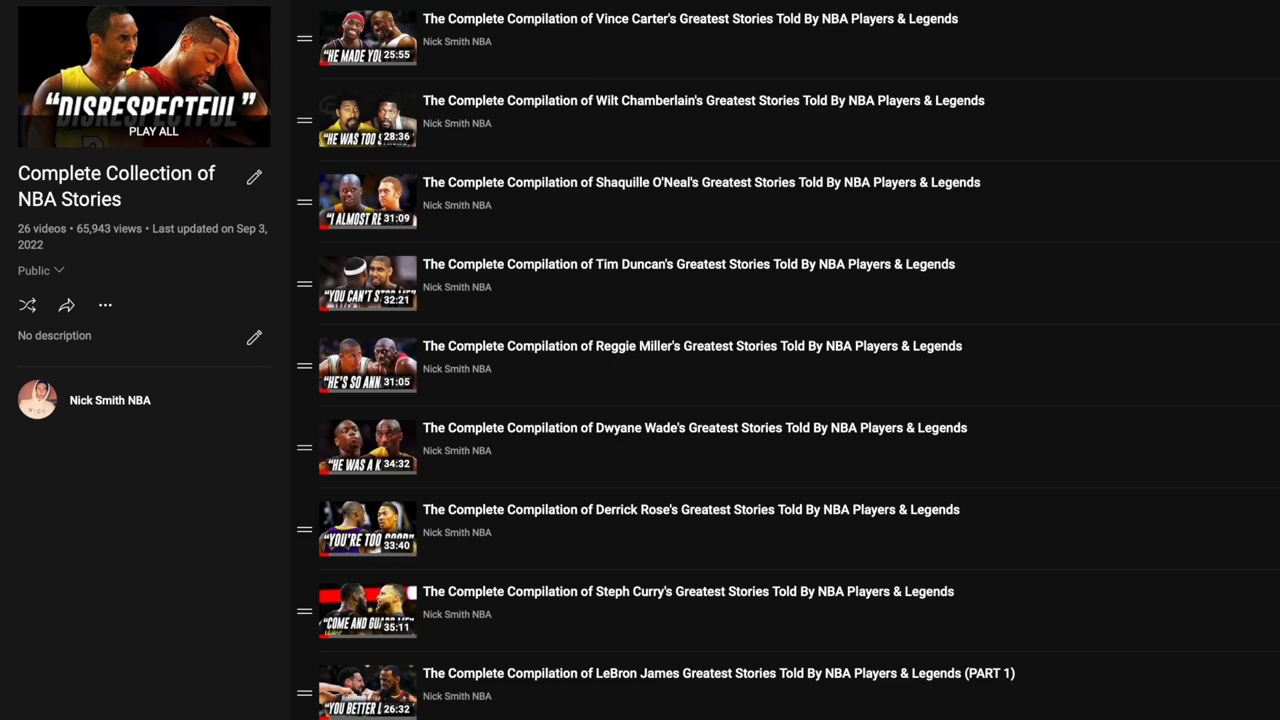 “DISRESPECTFUL”
PLAY ALL
Complete Collection of
NBA Stories
26 videos • 65,943 views • Last updated on Sep 3,
2022
Public
No description
NICK
Nick Smith NBA
"HE MADE YOU
25:55
The Complete Compilation of Vince Carter's Greatest Stories Told By NBA Players & Legends
Nick Smith NBA
"HE WAS TOO
28:36
The Complete Compilation of Wilt Chamberlain's Greatest Stories Told By NBA Players & Legends
Nick Smith NBA
"I ALMOST RE
31:09
The Complete Compilation of Shaquille O'Neal's Greatest Stories Told By NBA Players & Legends
Nick Smith NBA
"YOU CAN'T
32:21
The Complete Compilation of Tim Duncan's Greatest Stories Told By NBA Players & Legends
Nick Smith NBA
"HE'S SO ANN
31:05
The Complete Compilation of Reggie Miller's Greatest Stories Told By NBA Players & Legends
Nick Smith NBA
"HE WAS A K
34:32
The Complete Compilation of Dwyane Wade's Greatest Stories Told By NBA Players & Legends
Nick Smith NBA
"YOU'RE TOO
33:40
The Complete Compilation of Derrick Rose's Greatest Stories Told By NBA Players & Legends
Nick Smith NBA
"COME AND
35:11
The Complete Compilation of Steph Curry's Greatest Stories Told By NBA Players & Legends
Nick Smith NBA
"YOU BETTER
26:32
The Complete Compilation of LeBron James Greatest Stories Told By NBA Players & Legends (PART 1)
Nick Smith NBA